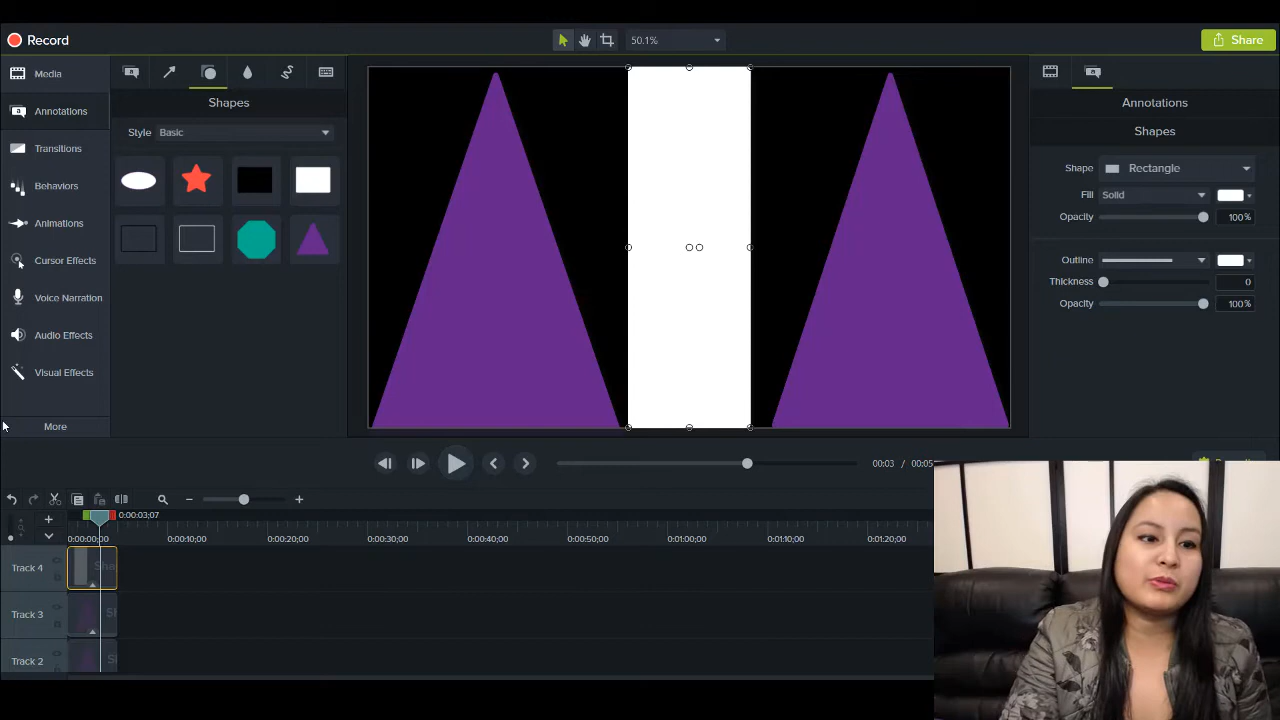 Record
50.1%
Share
Media
Annotations
Transitions
Behaviors
Animations
Cursor Effects
Voice Narration
Audio Effects
Visual Effects
More
Shapes
Style Basic
Annotations
Shapes
Shape Rectangle
Fill Solid
Opacity 100%
Outline
Thickness 0
Opacity 100%
00:03 / 00:05
0:00:03;07
0:00:00;00 0:00:10;00 0:00:20;00 0:00:30;00 0:00:40;00 0:00:50;00 0:01:00;00 0:01:10;00 0:01:20;00
Track 4
Track 3
Track 2